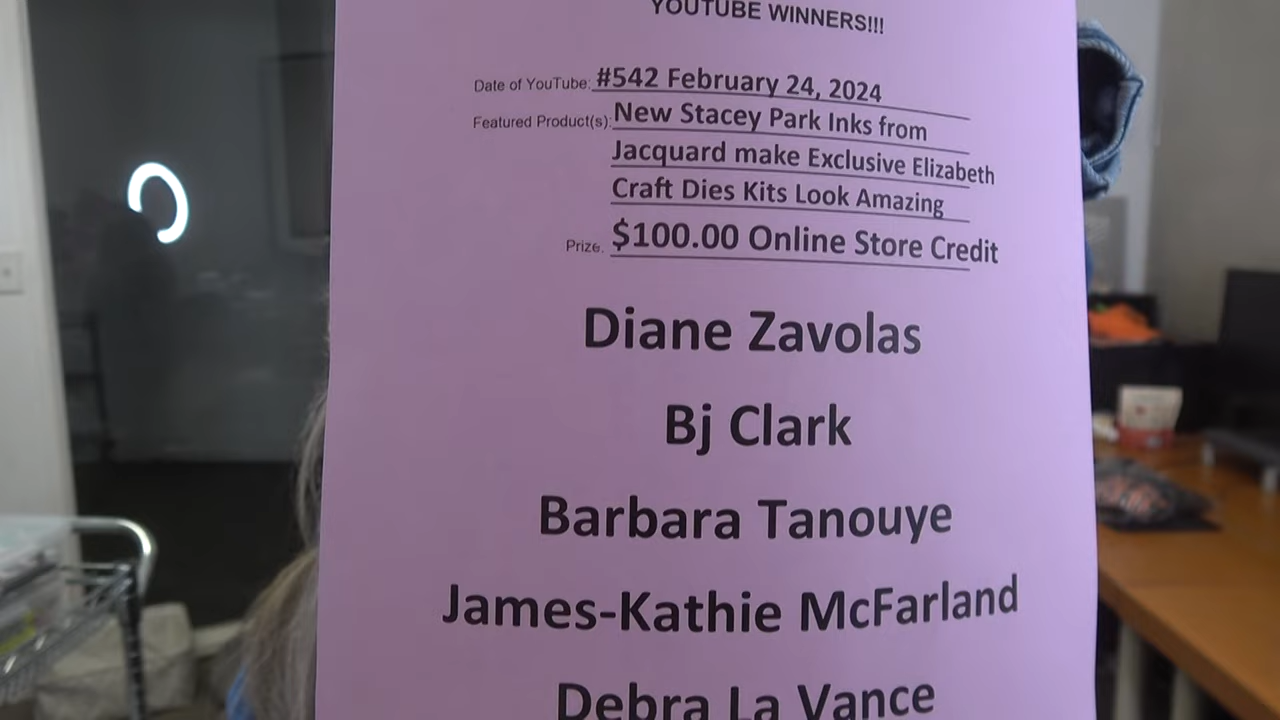 YOUTUBE WINNERS!!!
Date of YouTube: #542 February 24, 2024
Featured Product(s): New Stacey Park Inks from
Jacquard make Exclusive Elizabeth
Craft Dies Kits Look Amazing
Prize. $100.00 Online Store Credit
Diane Zavolas
Bj Clark
Barbara Tanouye
James-Kathie McFarland
Debra La Vance